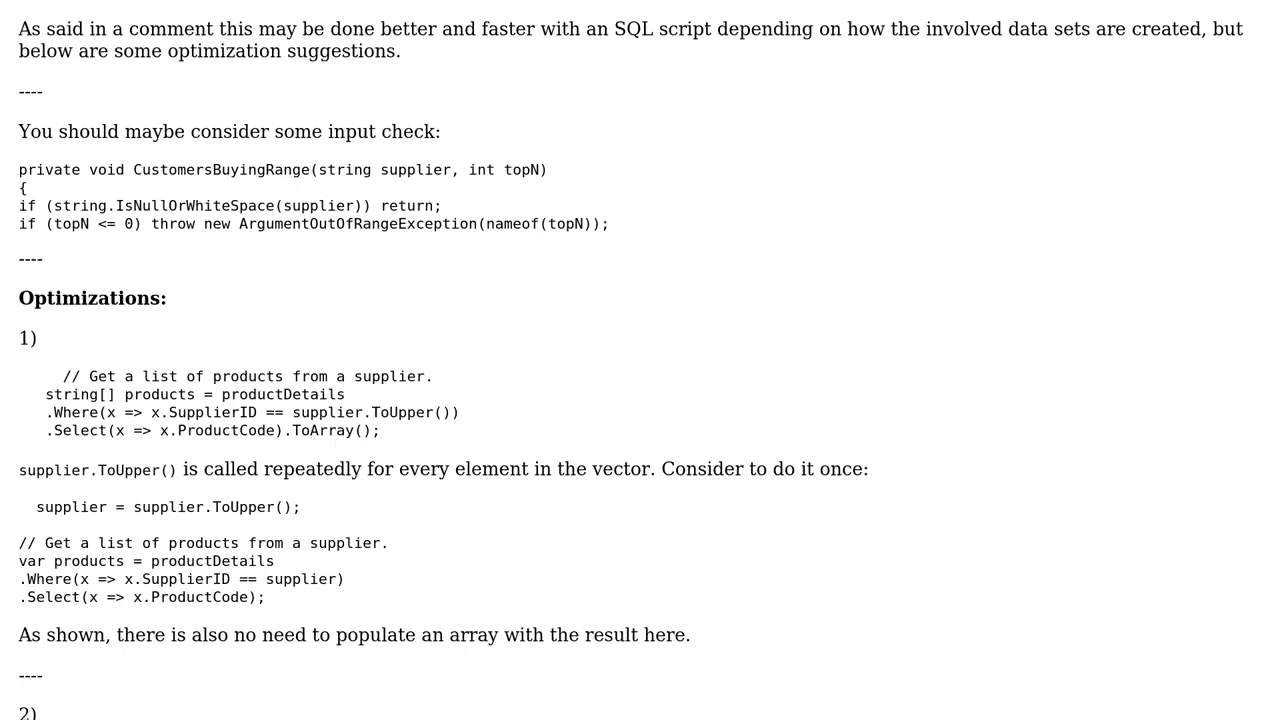 As said in a comment this may be done better and faster with an SQL script depending on how the involved data sets are created, but
below are some optimization suggestions.
----
You should maybe consider some input check:
private void CustomersBuyingRange(string supplier, int topN)
{
if (string.IsNullOrWhiteSpace(supplier)) return;
if (topN <= 0) throw new ArgumentOutOfRangeException(nameof(topN));
----
Optimizations:
1)
// Get a list of products from a supplier.
string[] products = productDetails
.Where(x => x.SupplierID == supplier.ToUpper())
.Select(x => x.ProductCode).ToArray();
supplier.ToUpper() is called repeatedly for every element in the vector. Consider to do it once:
supplier = supplier.ToUpper();
// Get a list of products from a supplier.
var products = productDetails
.Where(x => x.SupplierID == supplier)
.Select(x => x.ProductCode);
As shown, there is also no need to populate an array with the result here.
----
2)